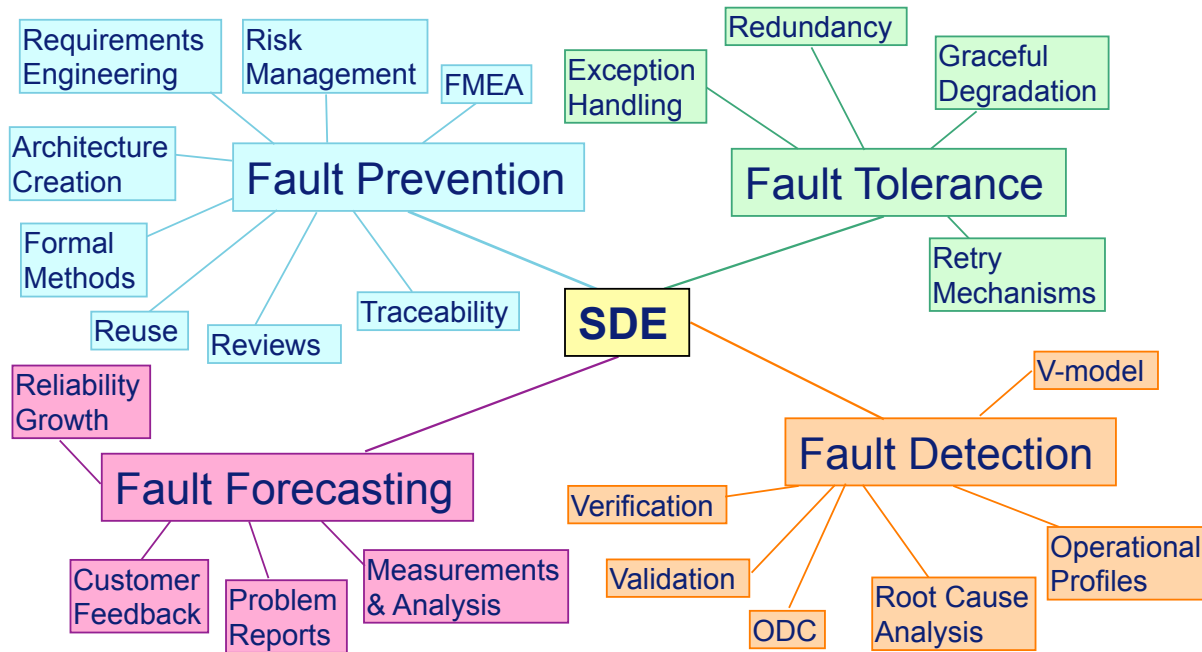 Requirements
Engineering
Risk
Management
FMEA
Architecture
Creation
Fault Prevention
Formal
Methods
Reuse
Reviews
Traceability
Redundancy
Exception
Handling
Graceful
Degradation
Fault Tolerance
Retry
Mechanisms
SDE
Reliability
Growth
Fault Forecasting
Customer
Feedback
Problem
Reports
Measurements
& Analysis
V-model
Fault Detection
Verification
Validation
ODC
Root Cause
Analysis
Operational
Profiles